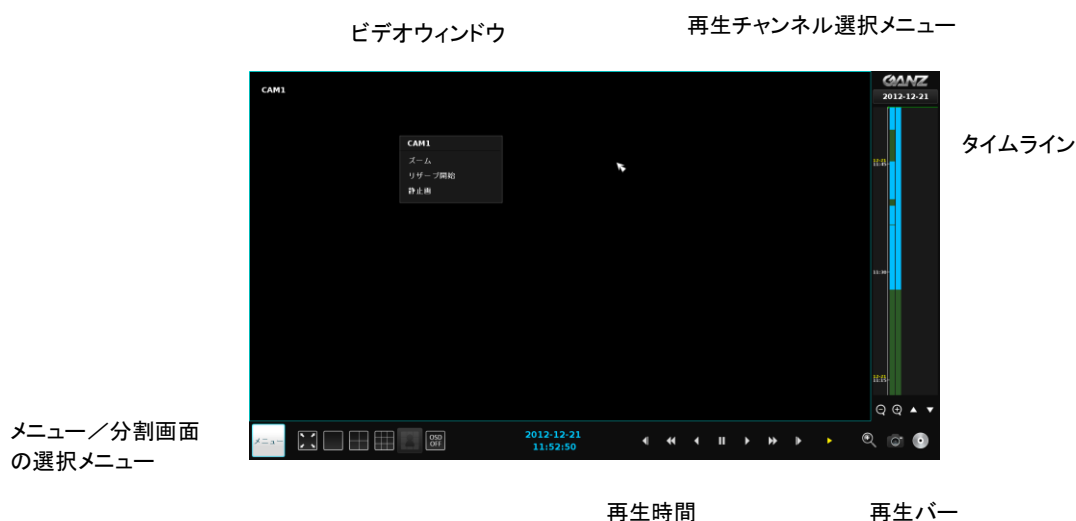 ビデオウィンドウ
再生チャンネル選択メニュー
CAM1
GANZ
2012-12-21
CAM1
ズーム
リザーブ開始
静止画
タイムライン
11:30
メニュー／分割画面
の選択メニュー
メニュー
OSD
OFF
2012-12-21
11:52:50
再生時間
再生バー